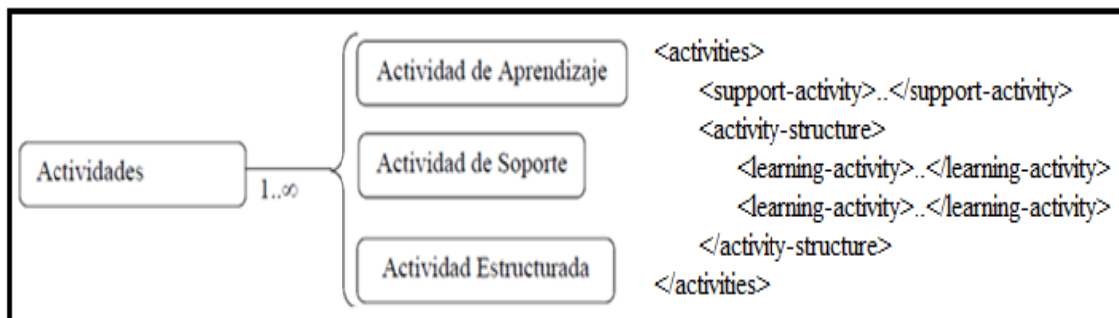 Actividades
1..∞
Actividad de Aprendizaje
Actividad de Soporte
Actividad Estructurada
<activities>
<support-activity>..</support-activity>
<activity-structure>
<learning-activity>..</learning-activity>
<learning-activity>..</learning-activity>
</activity-structure>
</activities>